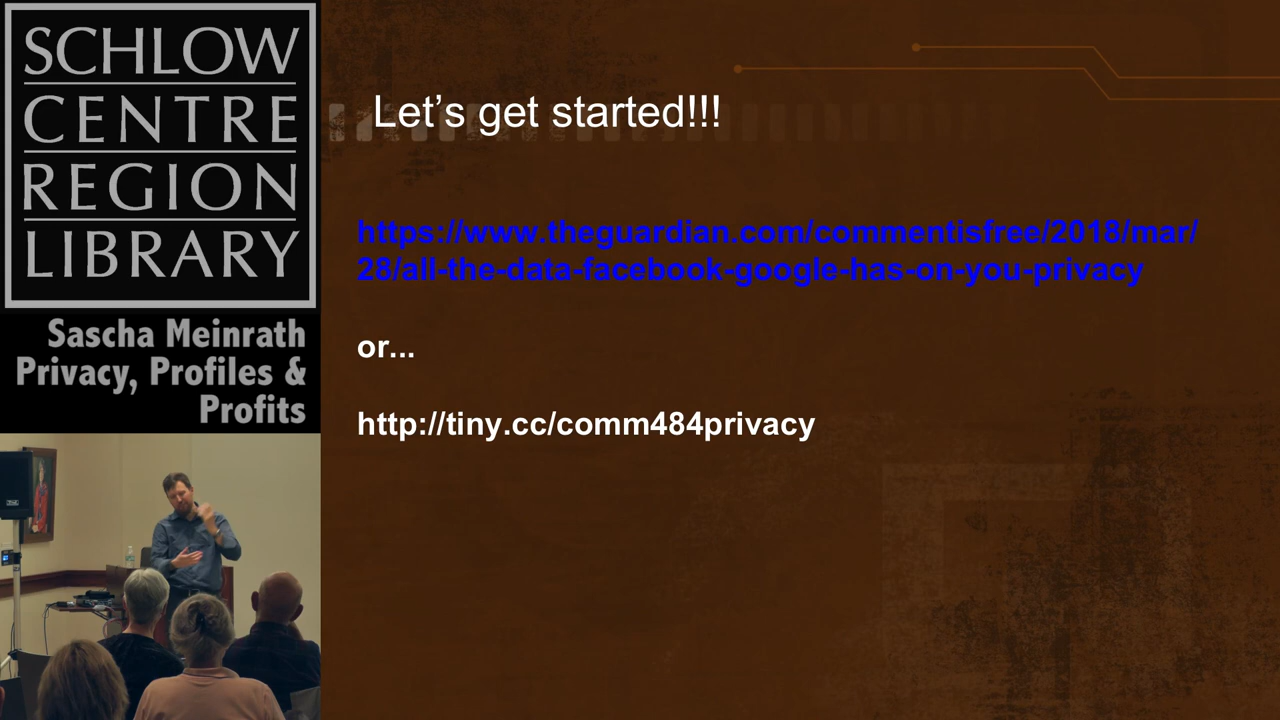 SCHLOW
CENTRE
REGION
LIBRARY
Sascha Meinrath
Privacy, Profiles &
Profits
Let’s get started!!!
https://www.theguardian.com/commentisfree/2018/mar/
28/all-the-data-facebook-google-has-on-you-privacy
or...
http://tiny.cc/comm484privacy